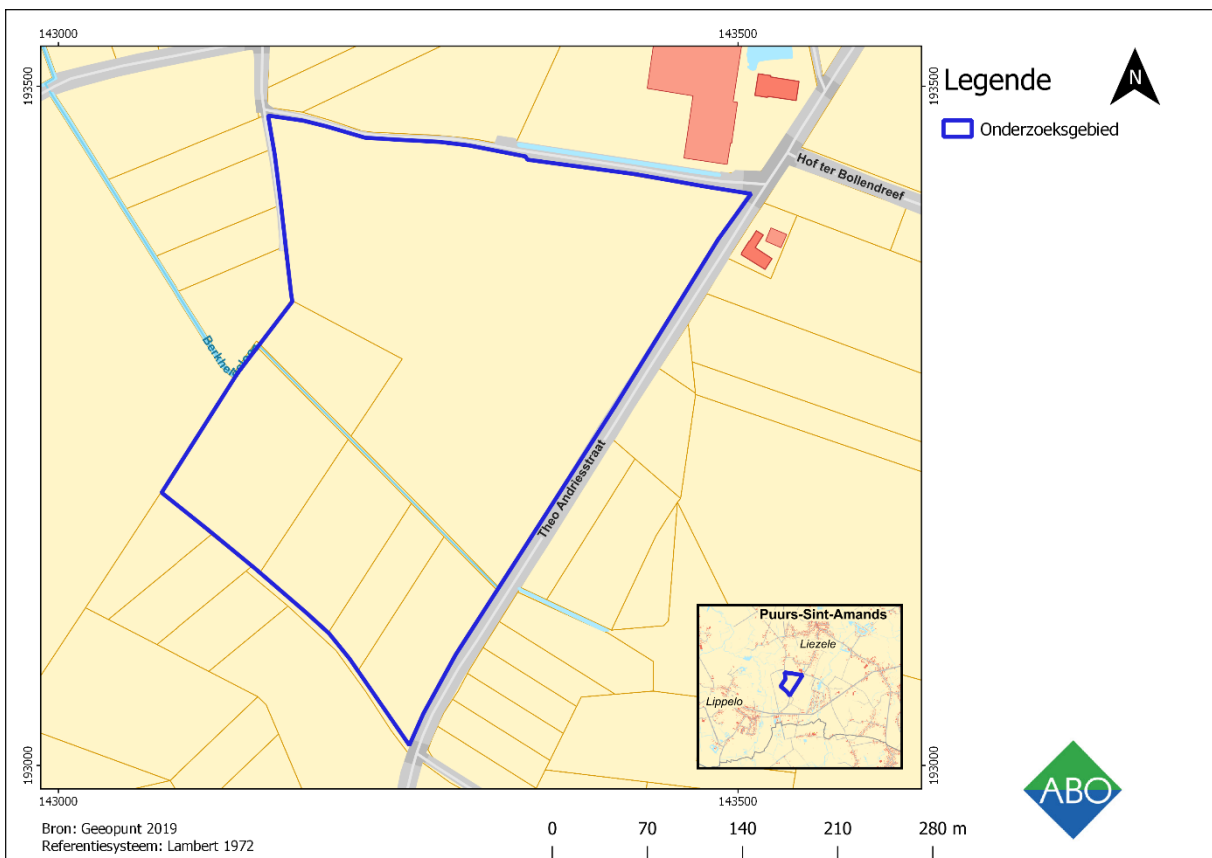 143000
143500
193500
193500
Legende
N
Onderzoeksgebied
Hof ter Bollendreef
Theo Andriesstraat
Puurs-Sint-Amands
Liezele
Lippelo
193000
193000
143000
143500
ABO
Bron: Geeopunt 2019
Referentiesysteem: Lambert 1972
0 70 140 210 280 m